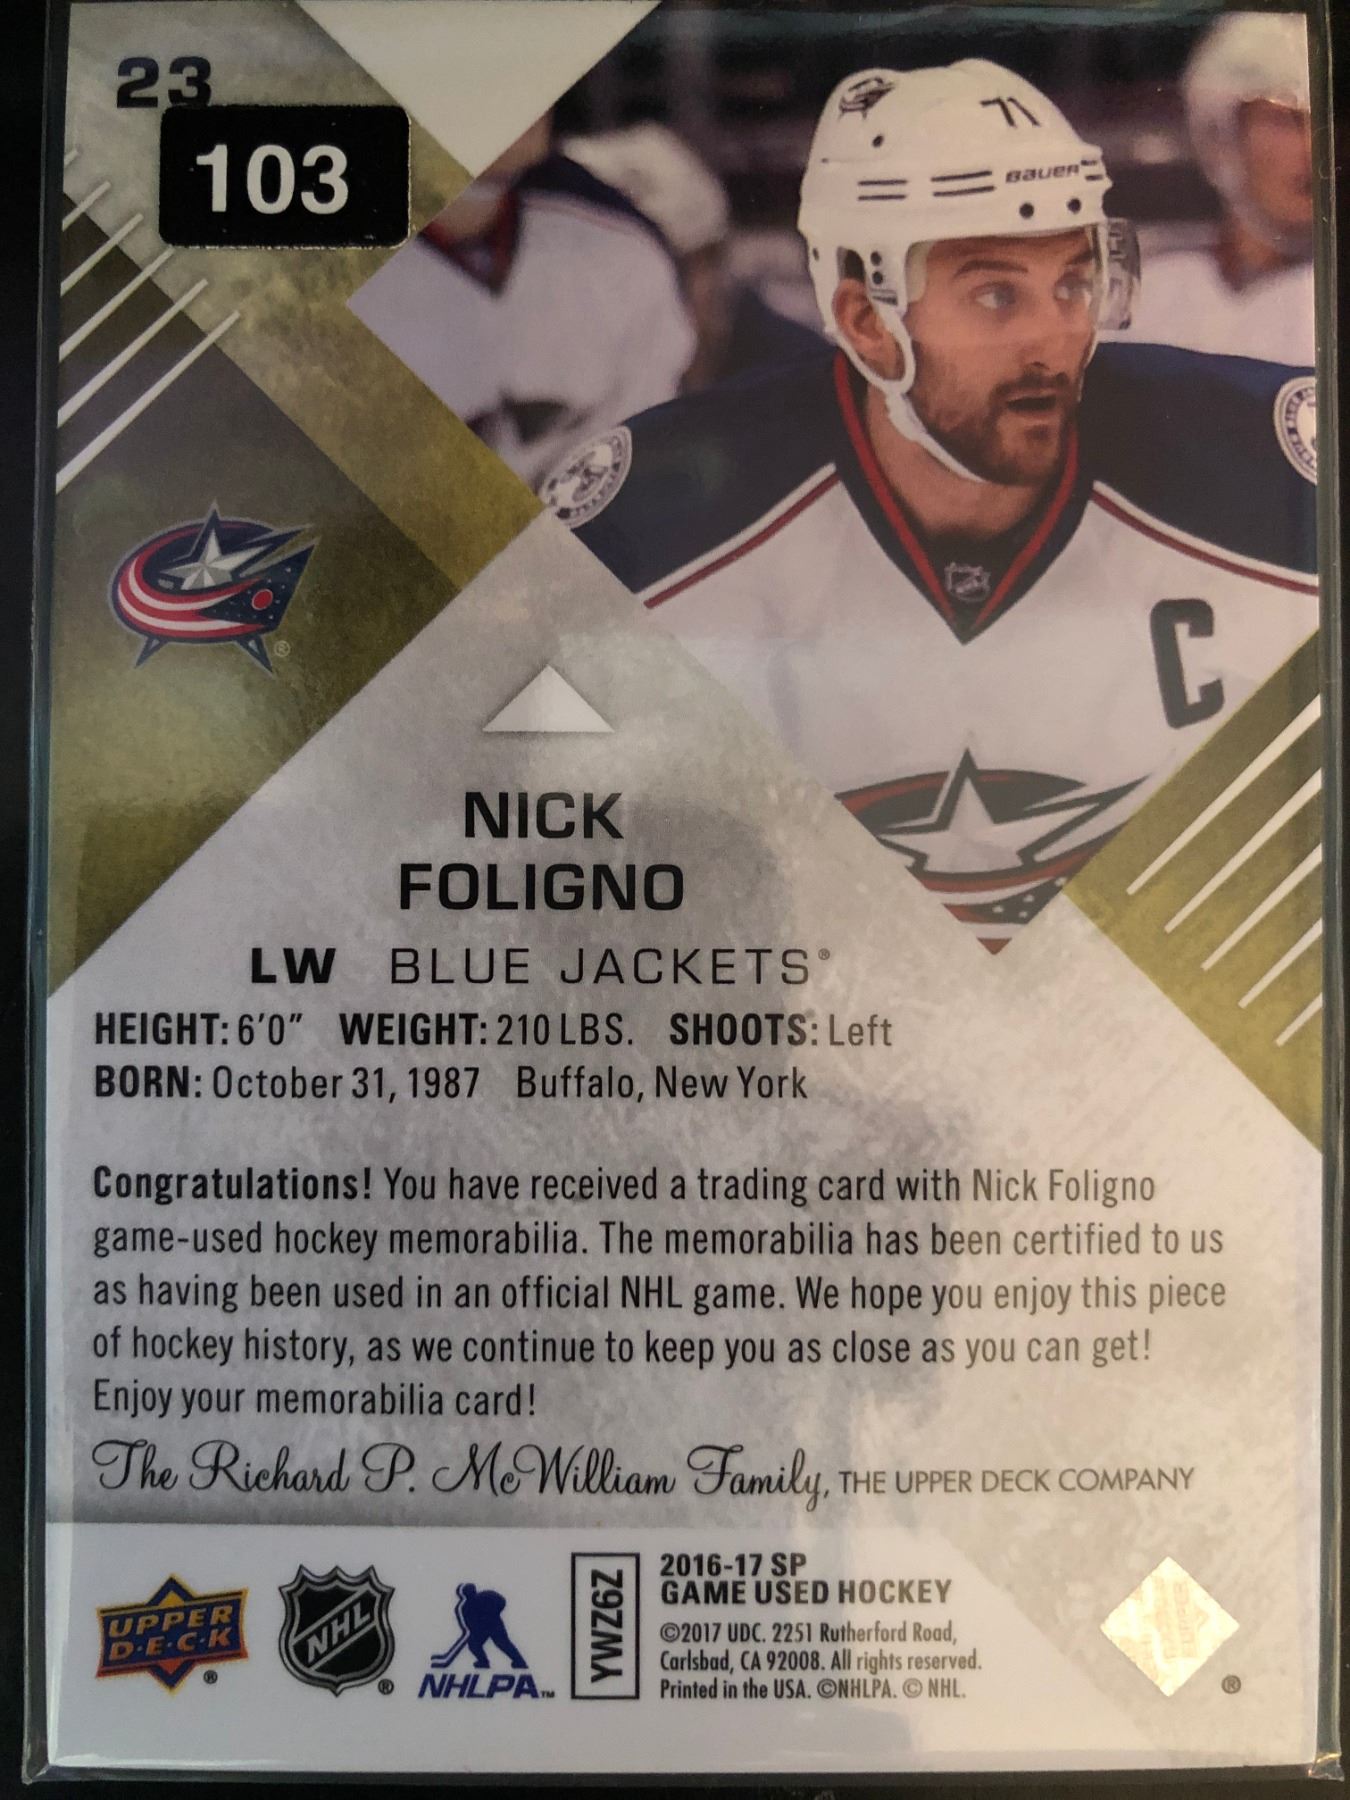 23
103
71
BAUER
C
NICK
FOLIGNO
LW BLUE JACKETS®
HEIGHT: 6'0" WEIGHT: 210 LBS. SHOOTS: Left
BORN: October 31, 1987 Buffalo, New York
Congratulations! You have received a trading card with Nick Foligno
game-used hockey memorabilia. The memorabilia has been certified to us
as having been used in an official NHL game. We hope you enjoy this piece
of hockey history, as we continue to keep you as close as you can get!
Enjoy your memorabilia card!
The Richard P. McWilliam Family, THE UPPER DECK COMPANY
UPPER
D·E·C·K
®
NHL
®
NHLPA™
YWZ6Z
2016-17 SP
GAME USED HOCKEY
©2017 UDC. 2251 Rutherford Road,
Carlsbad, CA 92008. All rights reserved.
Printed in the USA. ©NHLPA. © NHL.
®